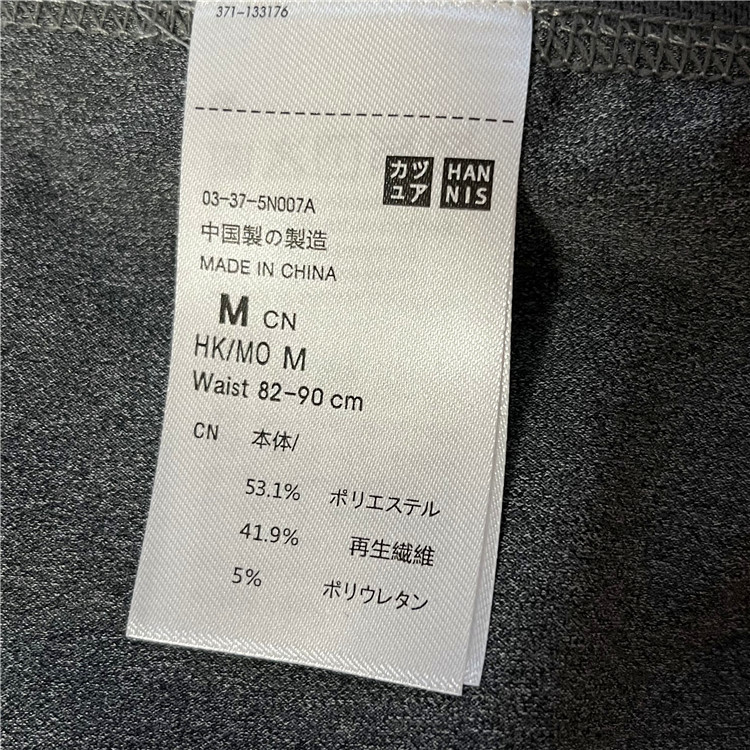 371-133176
カツ HAN
ュア NIS
03-37-5N007A
中国製の製造
MADE IN CHINA
M CN
HK/MO M
Waist 82-90 cm
CN 本体/
53.1% ポリエステル
41.9% 再生繊維
5% ポリウレタン